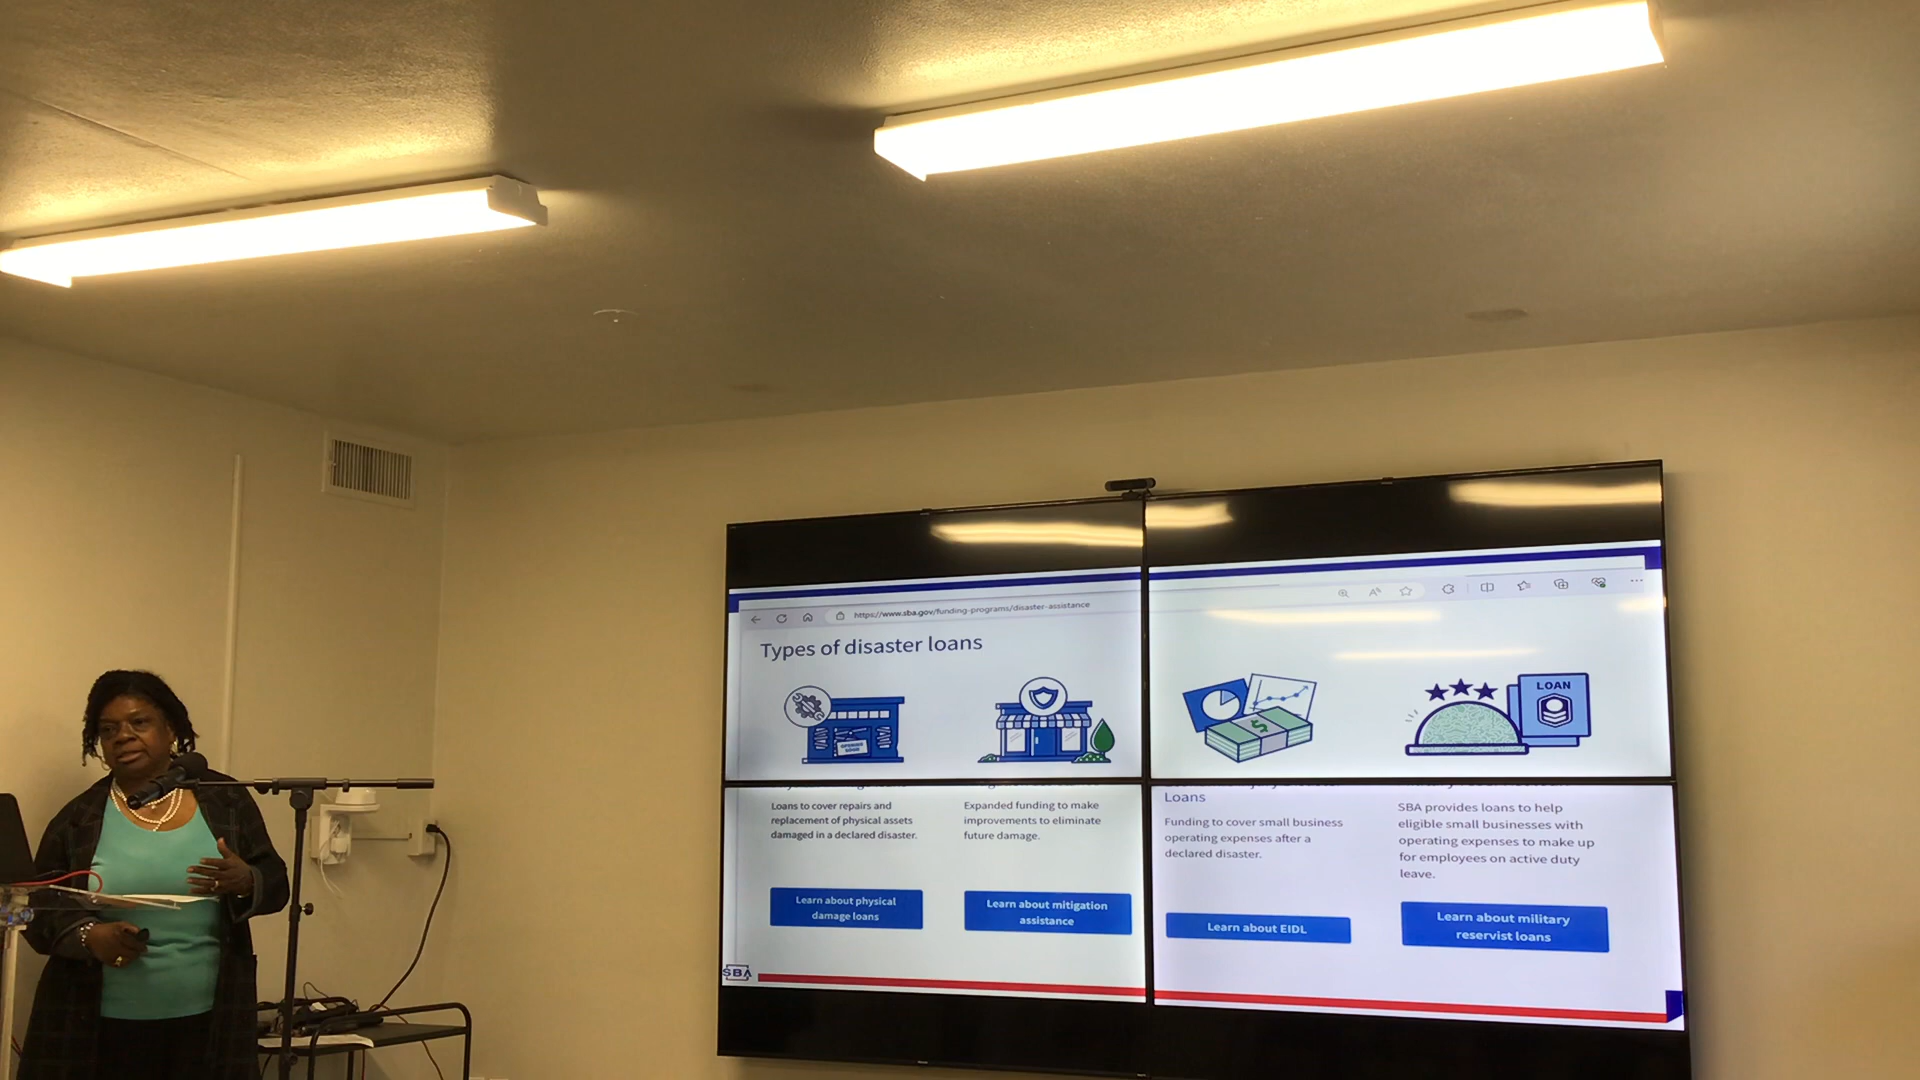 https://www.sba.gov/funding-programs/disaster-assistance
Types of disaster loans
OPENING
SOON
LOAN
Loans to cover repairs and
replacement of physical assets
damaged in a declared disaster.
Learn about physical
damage loans
Expanded funding to make
improvements to eliminate
future damage.
Learn about mitigation
assistance
Loans
Funding to cover small business
operating expenses after a
declared disaster.
Learn about EIDL
SBA provides loans to help
eligible small businesses with
operating expenses to make up
for employees on active duty
leave.
Learn about military
reservist loans
SBA